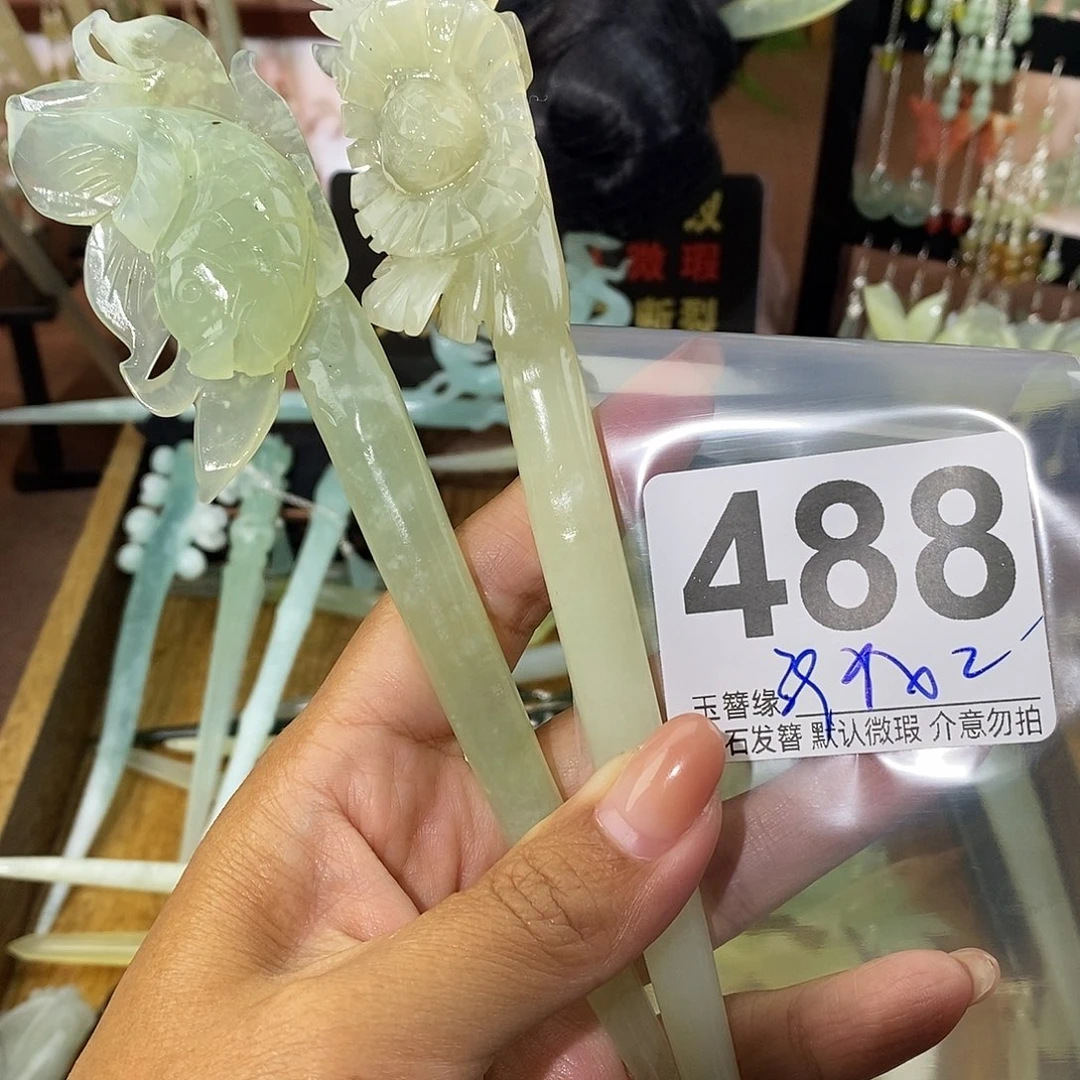 微 瑕
断裂
488
玉簪缘
石发簪 默认微瑕 介意勿拍